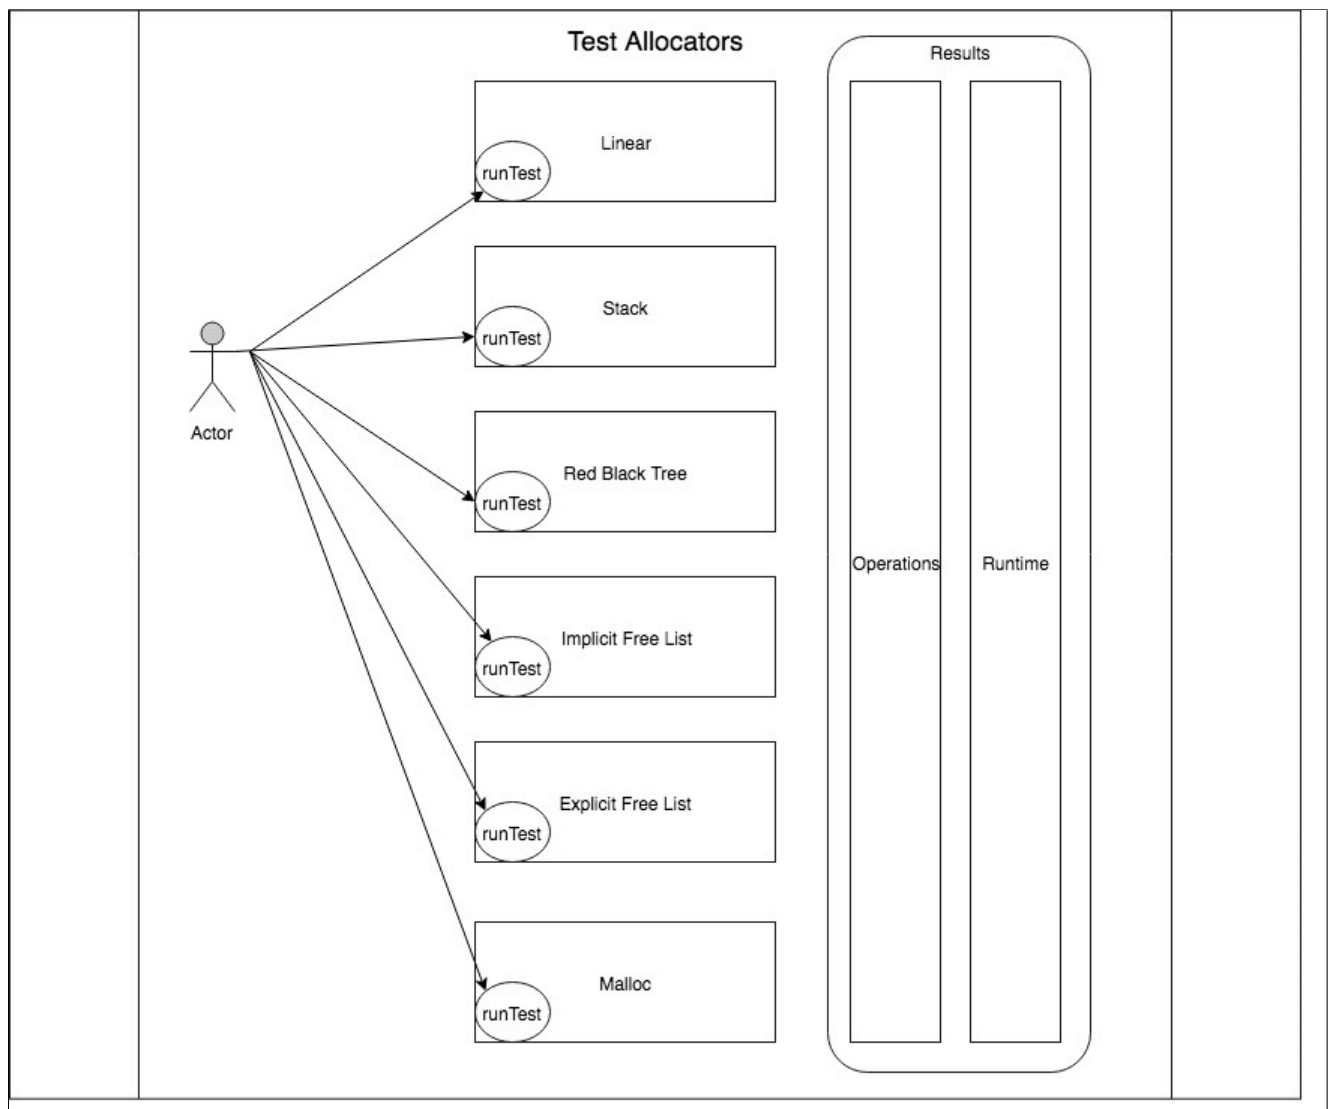 Test Allocators
Results
Linear
runTest
Stack
runTest
Actor
Red Black Tree
runTest
Operations
Runtime
Implicit Free List
runTest
Explicit Free List
runTest
Malloc
runTest